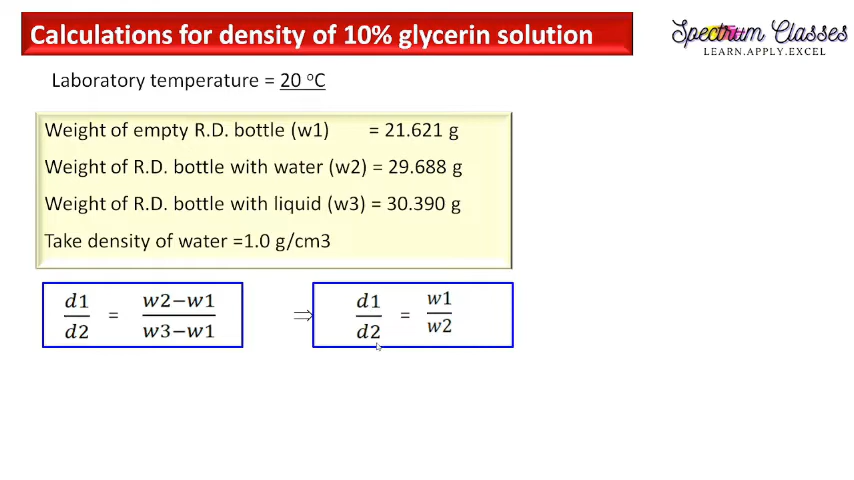 Calculations for density of 10% glycerin solution
Spectrum Classes
LEARN.APPLY.EXCEL
Laboratory temperature = 20 °C
Weight of empty R.D. bottle (w1) = 21.621 g
Weight of R.D. bottle with water (w2) = 29.688 g
Weight of R.D. bottle with liquid (w3) = 30.390 g
Take density of water =1.0 g/cm3
d1/d2 = w2−w1/w3−w1 ⇒ d1/d2 = w1/w2